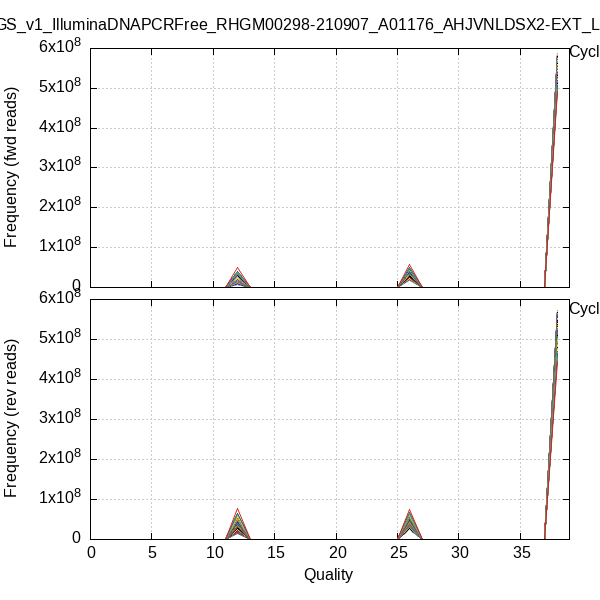 GS_v1_IlluminaDNAPCRFree_RHGM00298-210907_A01176_AHJVNLDSX2-EXT_L
Cycl
6x10^8
5x10^8
4x10^8
3x10^8
2x10^8
1x10^8
0
Frequency (fwd reads)
Cycl
6x10^8
5x10^8
4x10^8
3x10^8
2x10^8
1x10^8
0
Frequency (rev reads)
0 5 10 15 20 25 30 35
Quality